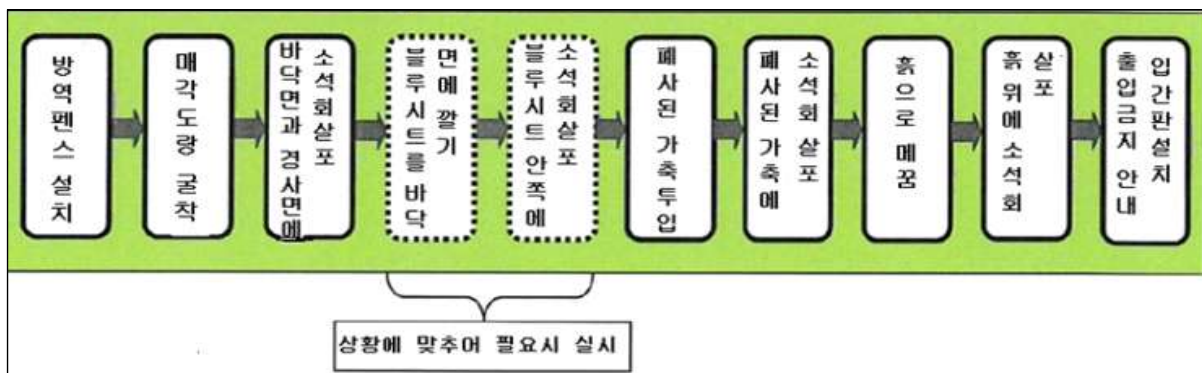 방역펜스 설치
매각도랑 굴착
바닥면과 경사면에
소석회살포
블루시트를 바닥
면에 깔기
블루시트 안쪽에
소석회살포
폐사된 가축투입
폐사된 가축에
소석회 살포
흙으로 메꿈
흙 위에 소석회
살포
출입금지 안내
입간판설치
상황에 맞추어 필요시 실시